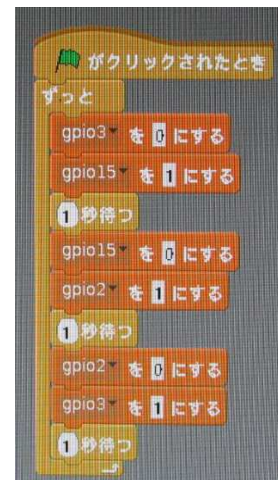 がクリックされたとき
ずっと
gpio3 を 0 にする
gpio15 を 1 にする
1 秒待つ
gpio15 を 0 にする
gpio2 を 1 にする
1 秒待つ
gpio2 を 0 にする
gpio3 を 1 にする
1 秒待つ